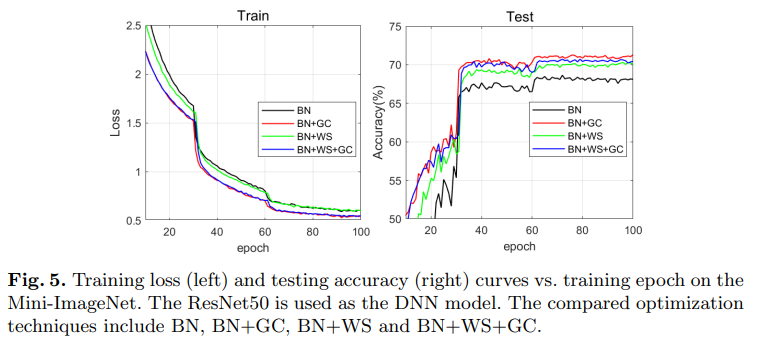 Train
2.5
2
1.5
1
0.5
Loss
20
40
60
80
100
epoch
BN
BN+GC
BN+WS
BN+WS+GC
Test
75
70
65
60
55
50
Accuracy(%)
20
40
60
80
100
epoch
BN
BN+GC
BN+WS
BN+WS+GC
Fig. 5. Training loss (left) and testing accuracy (right) curves vs. training epoch on the
Mini-ImageNet. The ResNet50 is used as the DNN model. The compared optimization
techniques include BN, BN+GC, BN+WS and BN+WS+GC.